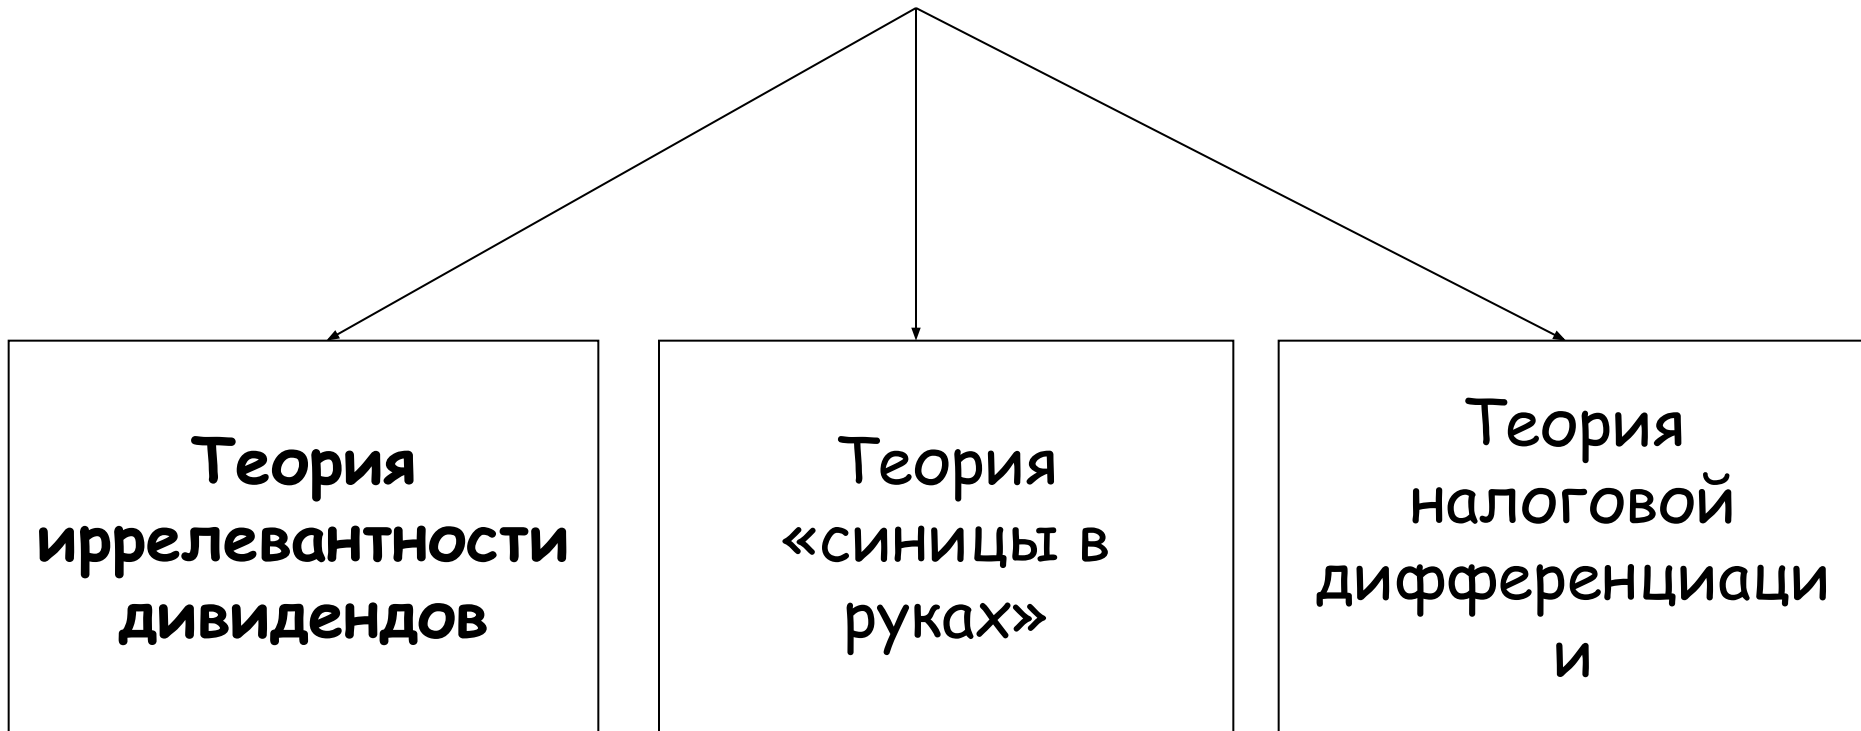 Теория
иррелевантности
дивидендов
Теория
«синицы в
руках»
Теория
налоговой
дифференциаци
и